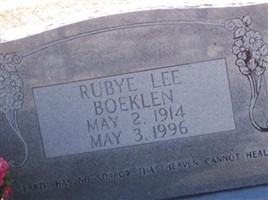 RUBYE LEE
BOEKLEN
MAY 2, 1914
MAY 3, 1996
EARTH HAS NO SORROW THAT HEAVEN CANNOT HEAL